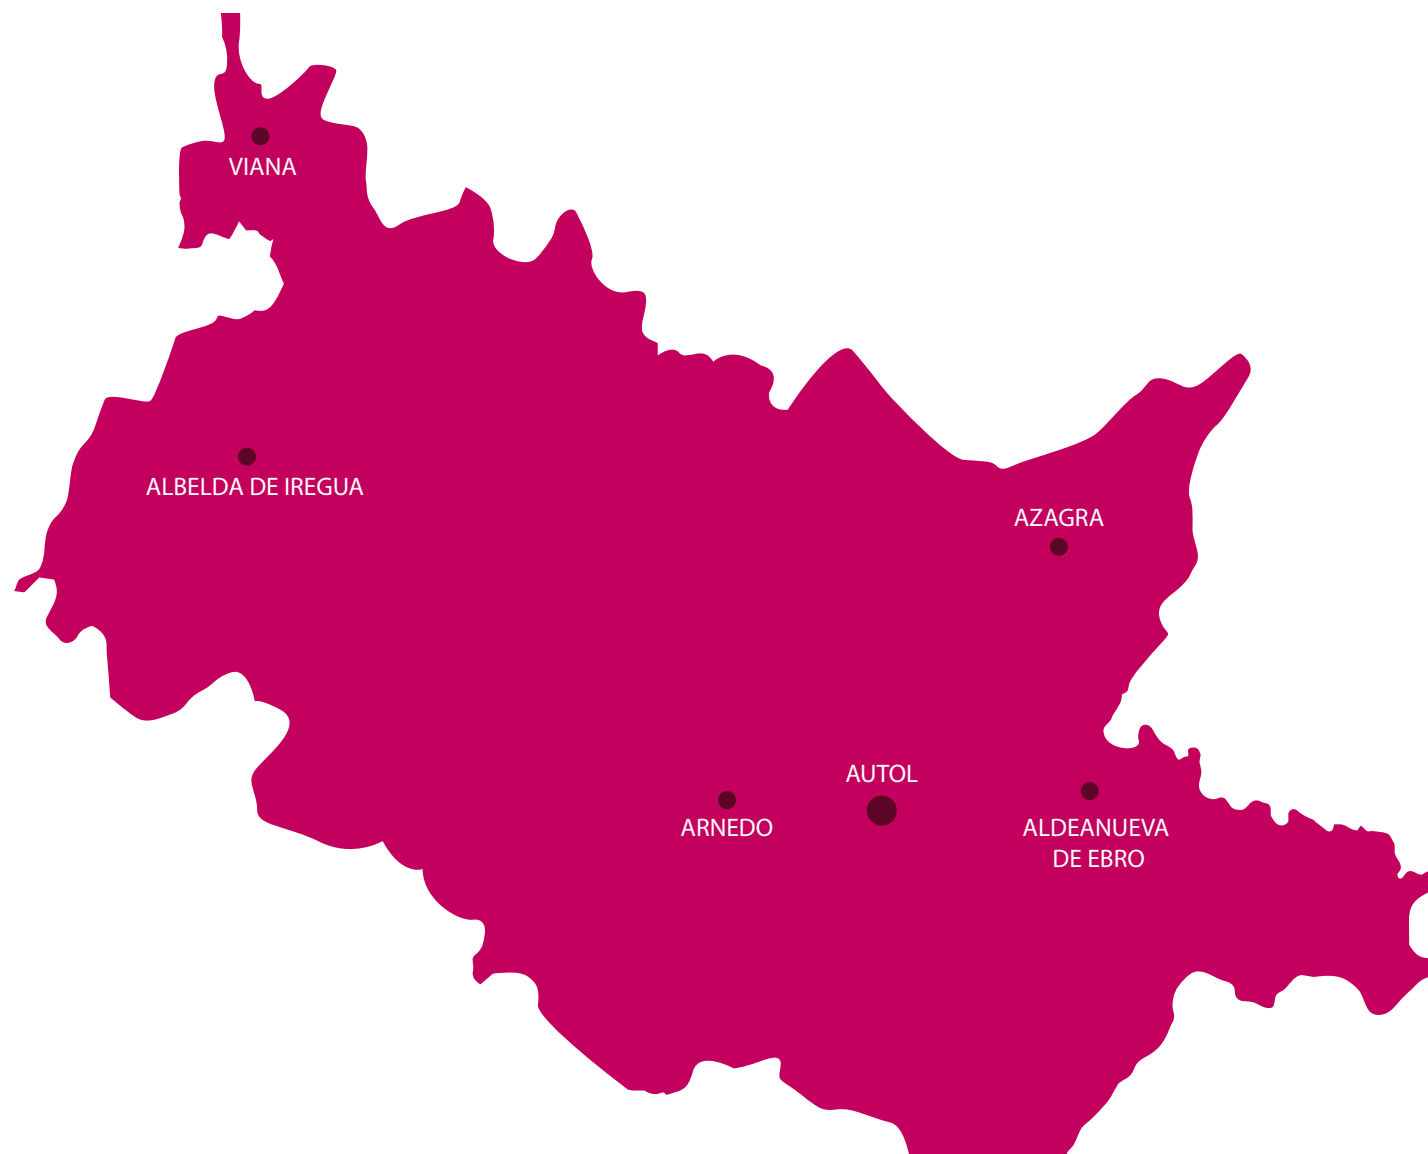 VIANA
ALBELDA DE IREGUA
AZAGRA
AUTOL
ARNEDO
ALDEANUEVA
DE EBRO